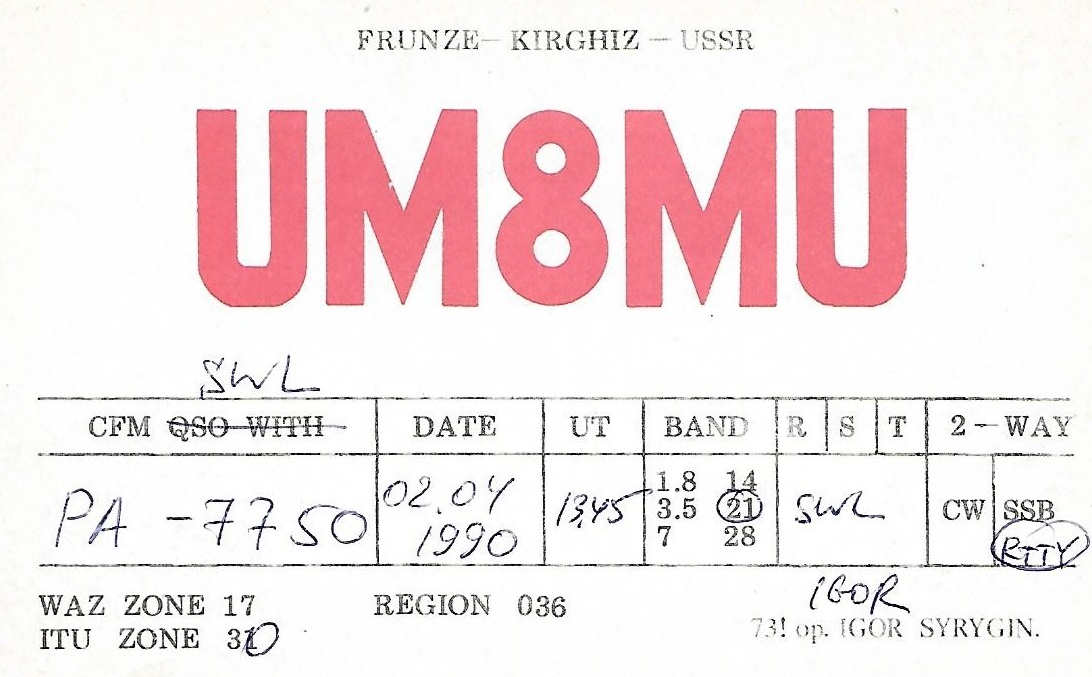 FRUNZE— KIRGHIZ — USSR
UM8MU
SWL
CFM QSO WITH DATE UT BAND R S T 2 — WAY
PA -7750 02.04 1990 13,45 SWL CW SSB RTTY
1.8 14
3.5 21
7 28
WAZ ZONE 17 REGION 036
ITU ZONE 30
IGOR
73! op. IGOR SYRYGIN.